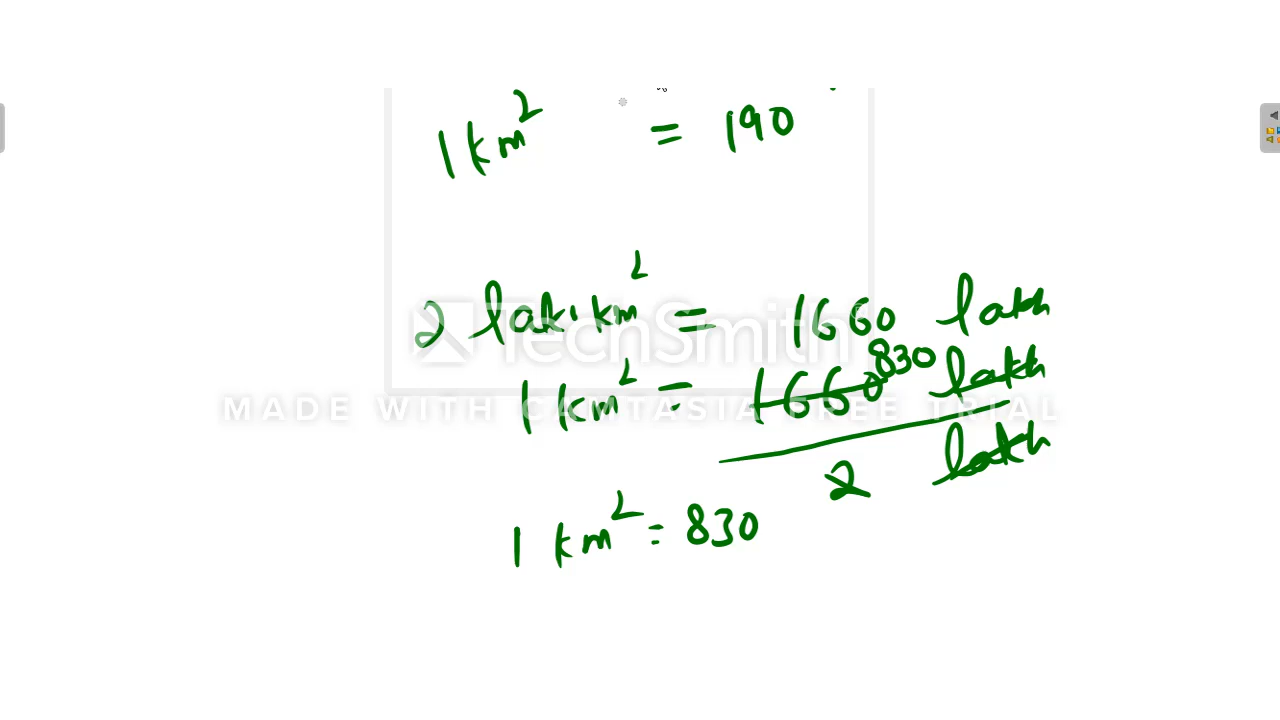 1 km² = 190
2 lakh km² = 1660 lakh
1 km² = 1660 830 lakh
2 lakh
1 km² = 830
TechSmith
MADE WITH CAMTASIA FREE TRIAL